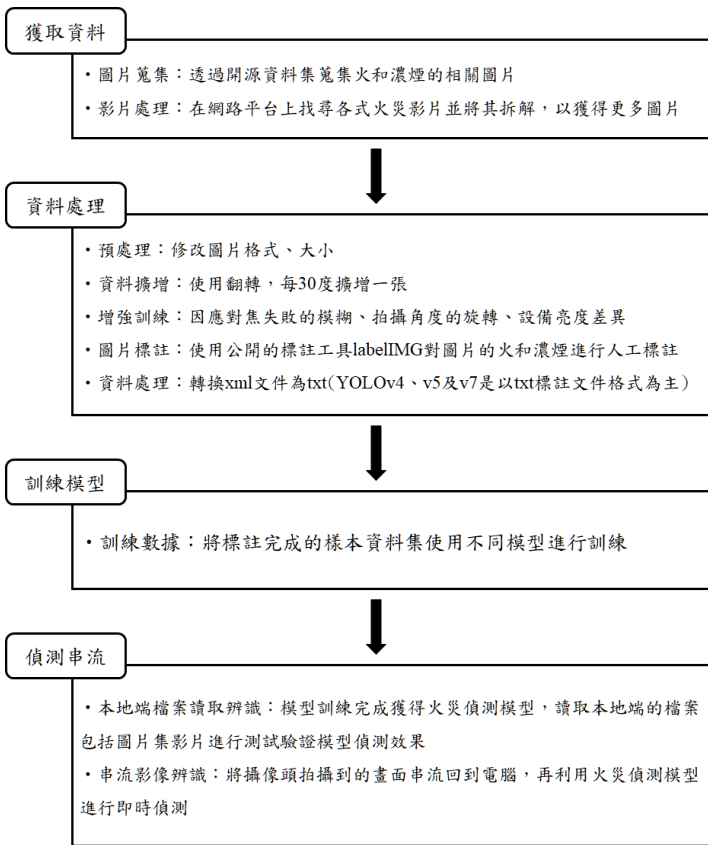 獲取資料
・圖片蒐集：透過開源資料集蒐集火和濃煙的相關圖片
・影片處理：在網路平台上找尋各式火災影片並將其拆解，以獲得更多圖片
資料處理
・預處理：修改圖片格式、大小
・資料擴增：使用翻轉，每30度擴增一張
・增強訓練：因應對焦失敗的模糊、拍攝角度的旋轉、設備亮度差異
・圖片標註：使用公開的標註工具labelIMG對圖片的火和濃煙進行人工標註
・資料處理：轉換xml文件為txt(YOLOv4、v5及v7是以txt標註文件格式為主)
訓練模型
・訓練數據：將標註完成的樣本資料集使用不同模型進行訓練
偵測串流
・本地端檔案讀取辨識：模型訓練完成獲得火災偵測模型，讀取本地端的檔案
包括圖片集影片進行測試驗證模型偵測效果
・串流影像辨識：將攝像頭拍攝到的畫面串流回到電腦，再利用火災偵測模型
進行即時偵測